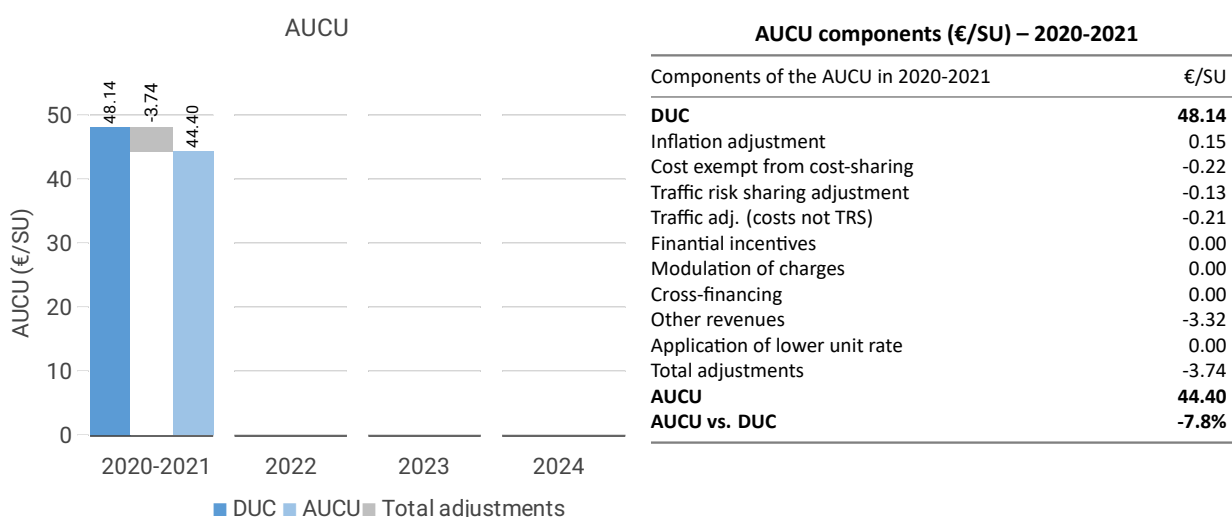 AUCU
AUCU (€/SU)
50
40
30
20
10
0
48.14
-3.74
44.40
2020-2021
2022
2023
2024
DUC AUCU Total adjustments
AUCU components (€/SU) – 2020-2021
Components of the AUCU in 2020-2021 €/SU
DUC 48.14
Inflation adjustment 0.15
Cost exempt from cost-sharing -0.22
Traffic risk sharing adjustment -0.13
Traffic adj. (costs not TRS) -0.21
Finantial incentives 0.00
Modulation of charges 0.00
Cross-financing 0.00
Other revenues -3.32
Application of lower unit rate 0.00
Total adjustments -3.74
AUCU 44.40
AUCU vs. DUC -7.8%